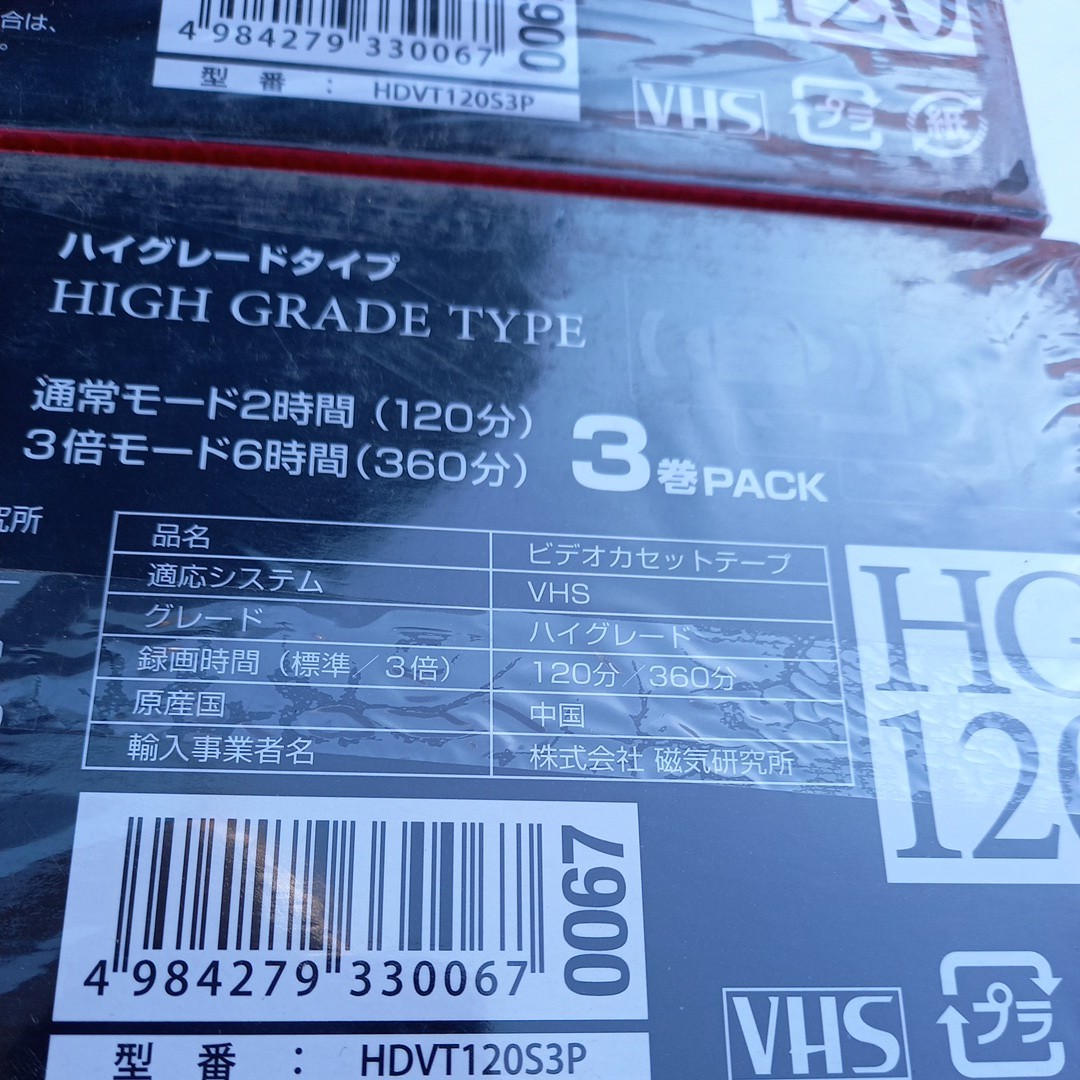 合は、
4 984279 330067
型番：HDVT120S3P
120
VHS
プラ
紙
ハイグレードタイプ
HIGH GRADE TYPE
通常モード2時間（120分）
3倍モード6時間（360分）
3巻PACK
究所
品名 ビデオカセットテープ
適応システム VHS
グレード ハイグレード
録画時間（標準／3倍） 120分／360分
原産国 中国
輸入事業者名 株式会社 磁気研究所
HG
120
4 984279 330067
0067
型番：HDVT120S3P
VHS
プラ